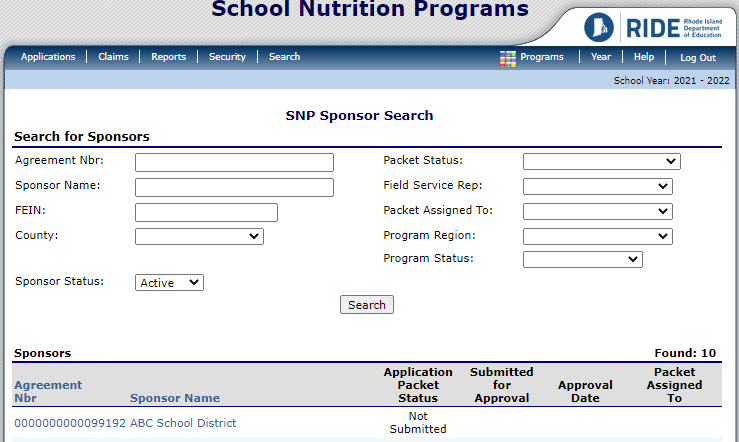 School Nutrition Programs
RIDE Rhode Island
Department
of Education
Applications Claims Reports Security Search Programs Year Help Log Out
School Year: 2021 - 2022
SNP Sponsor Search
Search for Sponsors
Agreement Nbr: Packet Status:
Sponsor Name: Field Service Rep:
FEIN: Packet Assigned To:
County: Program Region:
Program Status:
Sponsor Status: Active
Search
Sponsors Found: 10
Agreement
Nbr
Sponsor Name
Application
Packet
Status
Submitted
for
Approval
Approval
Date
Packet
Assigned
To
0000000000099192 ABC School District Not
Submitted